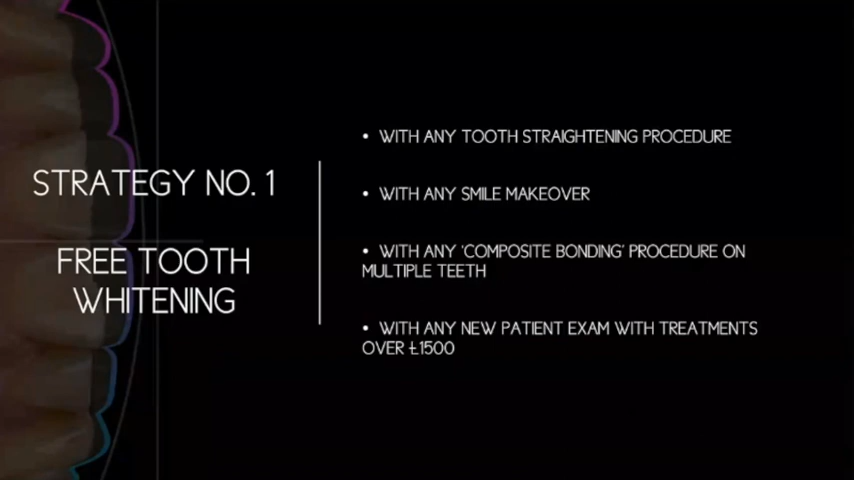 STRATEGY NO. 1
FREE TOOTH
WHITENING
• WITH ANY TOOTH STRAIGHTENING PROCEDURE
• WITH ANY SMILE MAKEOVER
• WITH ANY 'COMPOSITE BONDING' PROCEDURE ON
MULTIPLE TEETH
• WITH ANY NEW PATIENT EXAM WITH TREATMENTS
OVER £1500